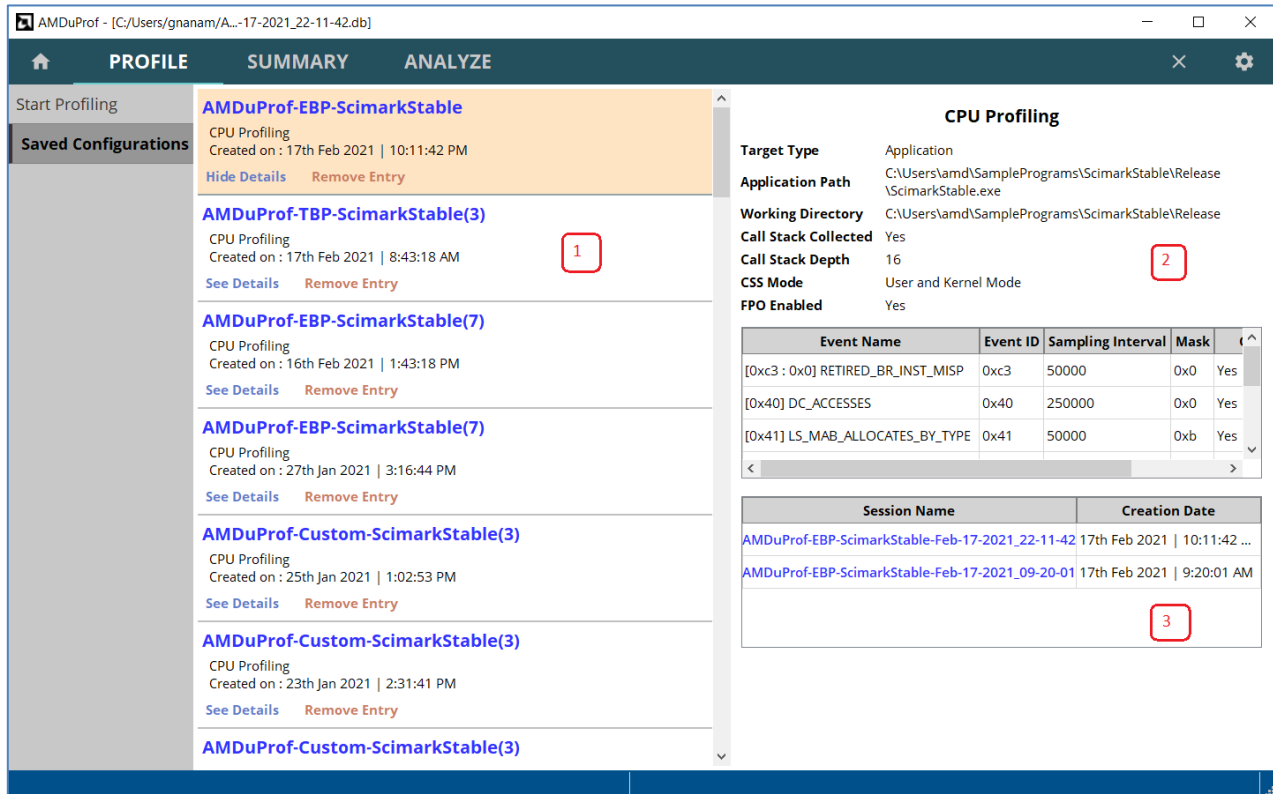 AMDuProf - [C:/Users/gnanam/A...-17-2021_22-11-42.db]
PROFILE
SUMMARY
ANALYZE
Start Profiling
Saved Configurations
AMDuProf-EBP-ScimarkStable
CPU Profiling
Created on : 17th Feb 2021 | 10:11:42 PM
Hide Details Remove Entry
AMDuProf-TBP-ScimarkStable(3)
CPU Profiling
Created on : 17th Feb 2021 | 8:43:18 AM
See Details Remove Entry
1
AMDuProf-EBP-ScimarkStable(7)
CPU Profiling
Created on : 16th Feb 2021 | 1:43:18 PM
See Details Remove Entry
AMDuProf-EBP-ScimarkStable(7)
CPU Profiling
Created on : 27th Jan 2021 | 3:16:44 PM
See Details Remove Entry
AMDuProf-Custom-ScimarkStable(3)
CPU Profiling
Created on : 25th Jan 2021 | 1:02:53 PM
See Details Remove Entry
AMDuProf-Custom-ScimarkStable(3)
CPU Profiling
Created on : 23th Jan 2021 | 2:31:41 PM
See Details Remove Entry
AMDuProf-Custom-ScimarkStable(3)
CPU Profiling
Target Type Application
Application Path C:\Users\amd\SamplePrograms\ScimarkStable\Release
\ScimarkStable.exe
Working Directory C:\Users\amd\SamplePrograms\ScimarkStable\Release
Call Stack Collected Yes
Call Stack Depth 16
2
CSS Mode User and Kernel Mode
FPO Enabled Yes
Event Name Event ID Sampling Interval Mask
[0xc3 : 0x0] RETIRED_BR_INST_MISP 0xc3 50000 0x0 Yes
[0x40] DC_ACCESSES 0x40 250000 0x0 Yes
[0x41] LS_MAB_ALLOCATES_BY_TYPE 0x41 50000 0xb Yes
Session Name Creation Date
AMDuProf-EBP-ScimarkStable-Feb-17-2021_22-11-42 17th Feb 2021 | 10:11:42 ...
AMDuProf-EBP-ScimarkStable-Feb-17-2021_09-20-01 17th Feb 2021 | 9:20:01 AM
3